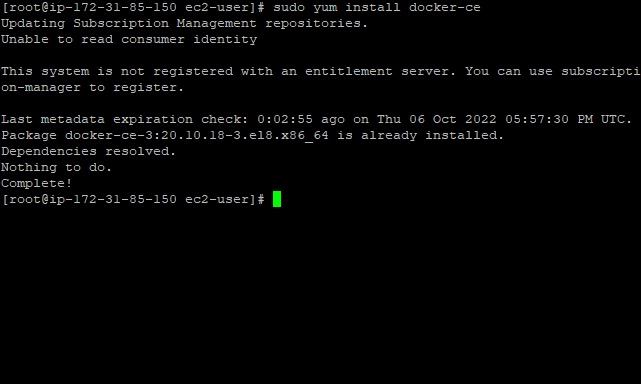 [root@ip-172-31-85-150 ec2-user]# sudo yum install docker-ce
Updating Subscription Management repositories.
Unable to read consumer identity
This system is not registered with an entitlement server. You can use subscripti
on-manager to register.
Last metadata expiration check: 0:02:55 ago on Thu 06 Oct 2022 05:57:30 PM UTC.
Package docker-ce-3:20.10.18-3.el8.x86_64 is already installed.
Dependencies resolved.
Nothing to do.
Complete!
[root@ip-172-31-85-150 ec2-user]#